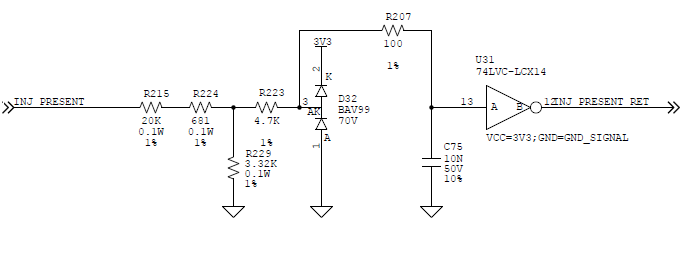 R207
100
1%
3V3
2
K
U31
74LVC-LCX14
INJ PRESENT
R215
20K
0.1W
1%
R224
681
0.1W
1%
R223
4.7K
1%
3
AK
D32
BAV99
70V
A
1
13
A
B
12
INJ PRESENT RET
VCC=3V3;GND=GND_SIGNAL
R229
3.32K
0.1W
1%
C75
10N
50V
10%